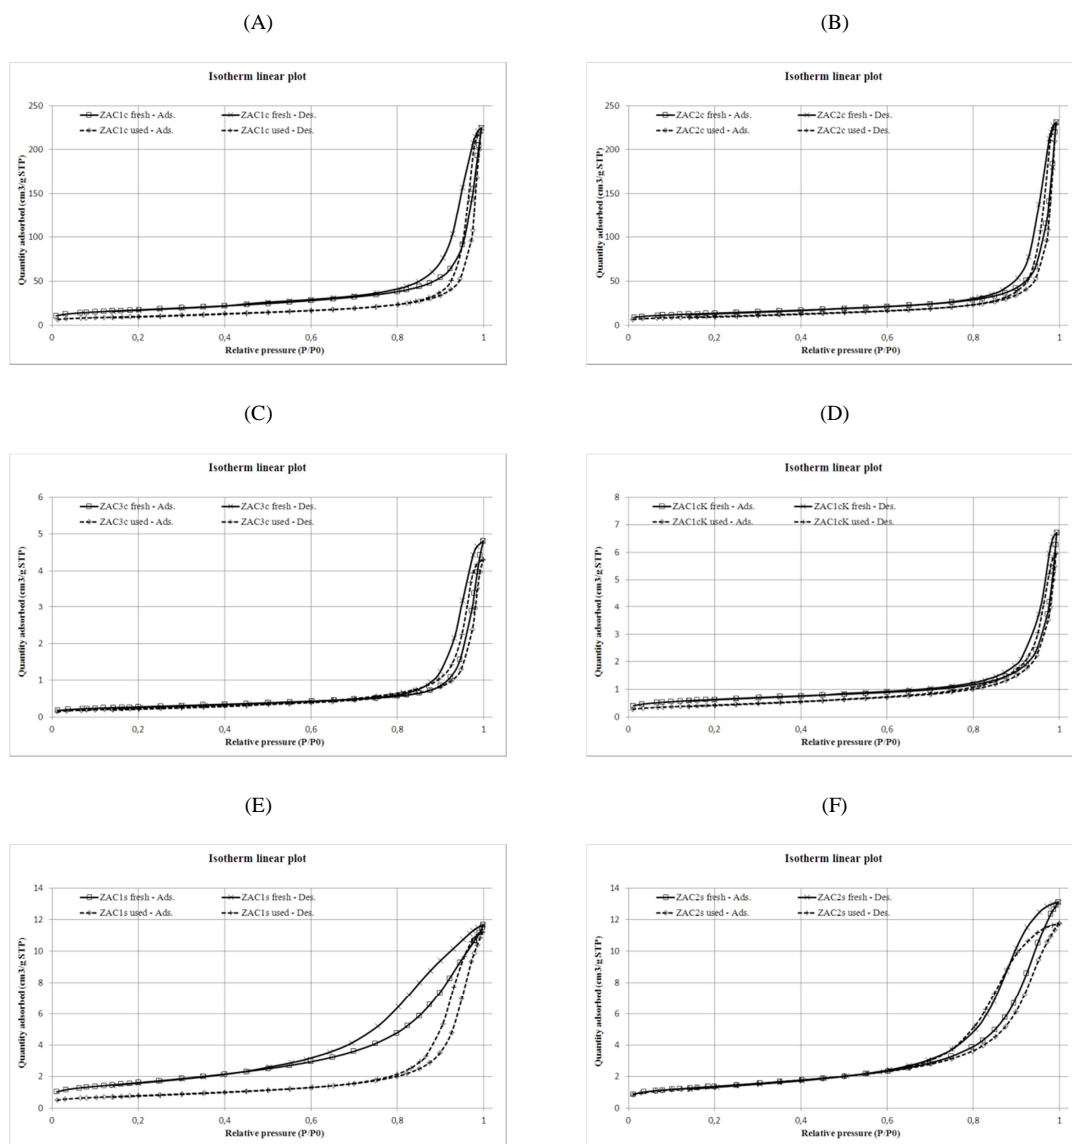 (A)
Isotherm linear plot
ZAC1c fresh - Ads. ZAC1c fresh - Des.
ZAC1c used - Ads. ZAC1c used - Des.
Quantity adsorbed (cm3/g STP)
250
200
150
100
50
0
0 0,2 0,4 0,6 0,8 1
Relative pressure (P/P0)
(B)
Isotherm linear plot
ZAC2c fresh - Ads. ZAC2c fresh - Des.
ZAC2c used - Ads. ZAC2c used - Des.
Quantity adsorbed (cm3/g STP)
250
200
150
100
50
0
0 0,2 0,4 0,6 0,8 1
Relative pressure (P/P0)
(C)
Isotherm linear plot
ZAC3c fresh - Ads. ZAC3c fresh - Des.
ZAC3c used - Ads. ZAC3c used - Des.
Quantity adsorbed (cm3/g STP)
6
5
4
3
2
1
0
0 0,2 0,4 0,6 0,8 1
Relative pressure (P/P0)
(D)
Isotherm linear plot
ZAC1cK fresh - Ads. ZAC1cK fresh - Des.
ZAC1cK used - Ads. ZAC1cK used - Des.
Quantity adsorbed (cm3/g STP)
8
7
6
5
4
3
2
1
0
0 0,2 0,4 0,6 0,8 1
Relative pressure (P/P0)
(E)
Isotherm linear plot
ZAC1s fresh - Ads. ZAC1s fresh - Des.
ZAC1s used - Ads. ZAC1s used - Des.
Quantity adsorbed (cm3/g STP)
14
12
10
8
6
4
2
0
0 0,2 0,4 0,6 0,8 1
Relative pressure (P/P0)
(F)
Isotherm linear plot
ZAC2s fresh - Ads. ZAC2s fresh - Des.
ZAC2s used - Ads. ZAC2s used - Des.
Quantity adsorbed (cm3/g STP)
14
12
10
8
6
4
2
0
0 0,2 0,4 0,6 0,8 1
Relative pressure (P/P0)